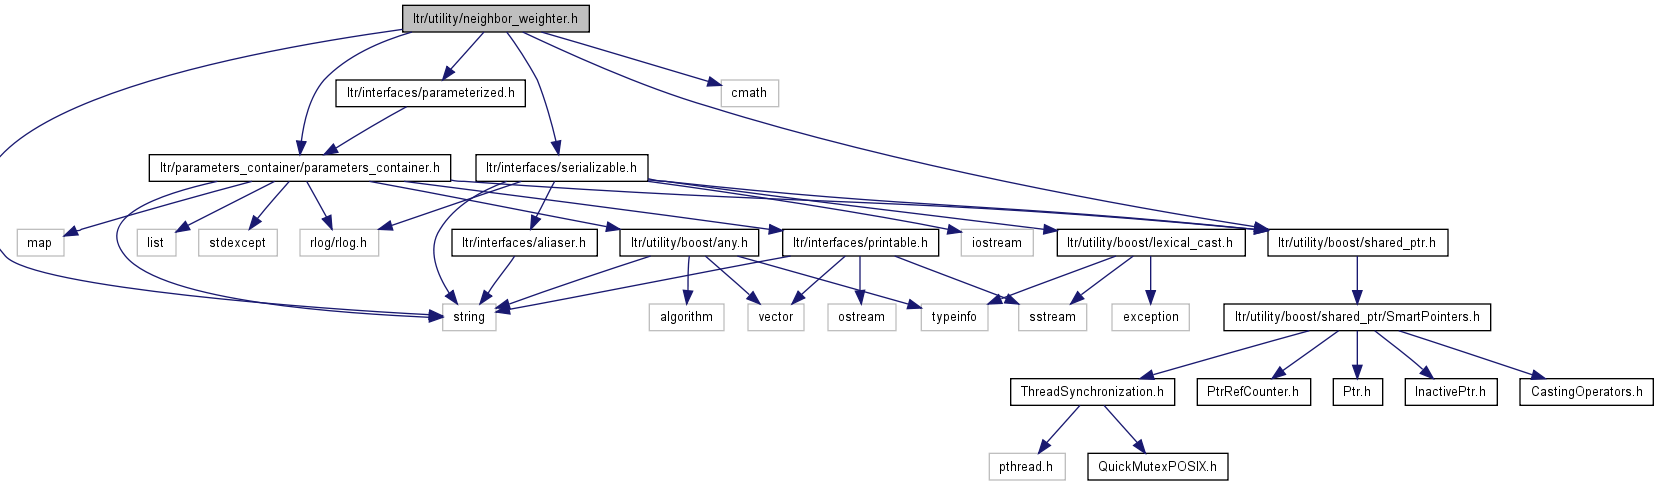 ltr/utility/neighbor_weighter.h
ltr/interfaces/parameterized.h
cmath
ltr/parameters_container/parameters_container.h
ltr/interfaces/serializable.h
map
list
stdexcept
rlog/rlog.h
ltr/interfaces/aliaser.h
ltr/utility/boost/any.h
ltr/interfaces/printable.h
iostream
ltr/utility/boost/lexical_cast.h
ltr/utility/boost/shared_ptr.h
string
algorithm
vector
ostream
typeinfo
sstream
exception
ltr/utility/boost/shared_ptr/SmartPointers.h
ThreadSynchronization.h
PtrRefCounter.h
Ptr.h
InactivePtr.h
CastingOperators.h
pthread.h
QuickMutexPOSIX.h